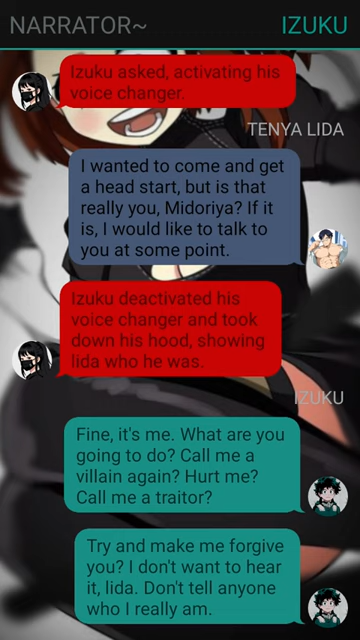 NARRATOR~ IZUKU
Izuku asked, activating his
voice changer.
TENYA LIDA
I wanted to come and get
a head start, but is that
really you, Midoriya? If it
is, I would like to talk to
you at some point.
Izuku deactivated his
voice changer and took
down his hood, showing
Iida who he was.
IZUKU
Fine, it's me. What are you
going to do? Call me a
villain again? Hurt me?
Call me a traitor?
Try and make me forgive
you? I don't want to hear
it, Iida. Don't tell anyone
who I really am.